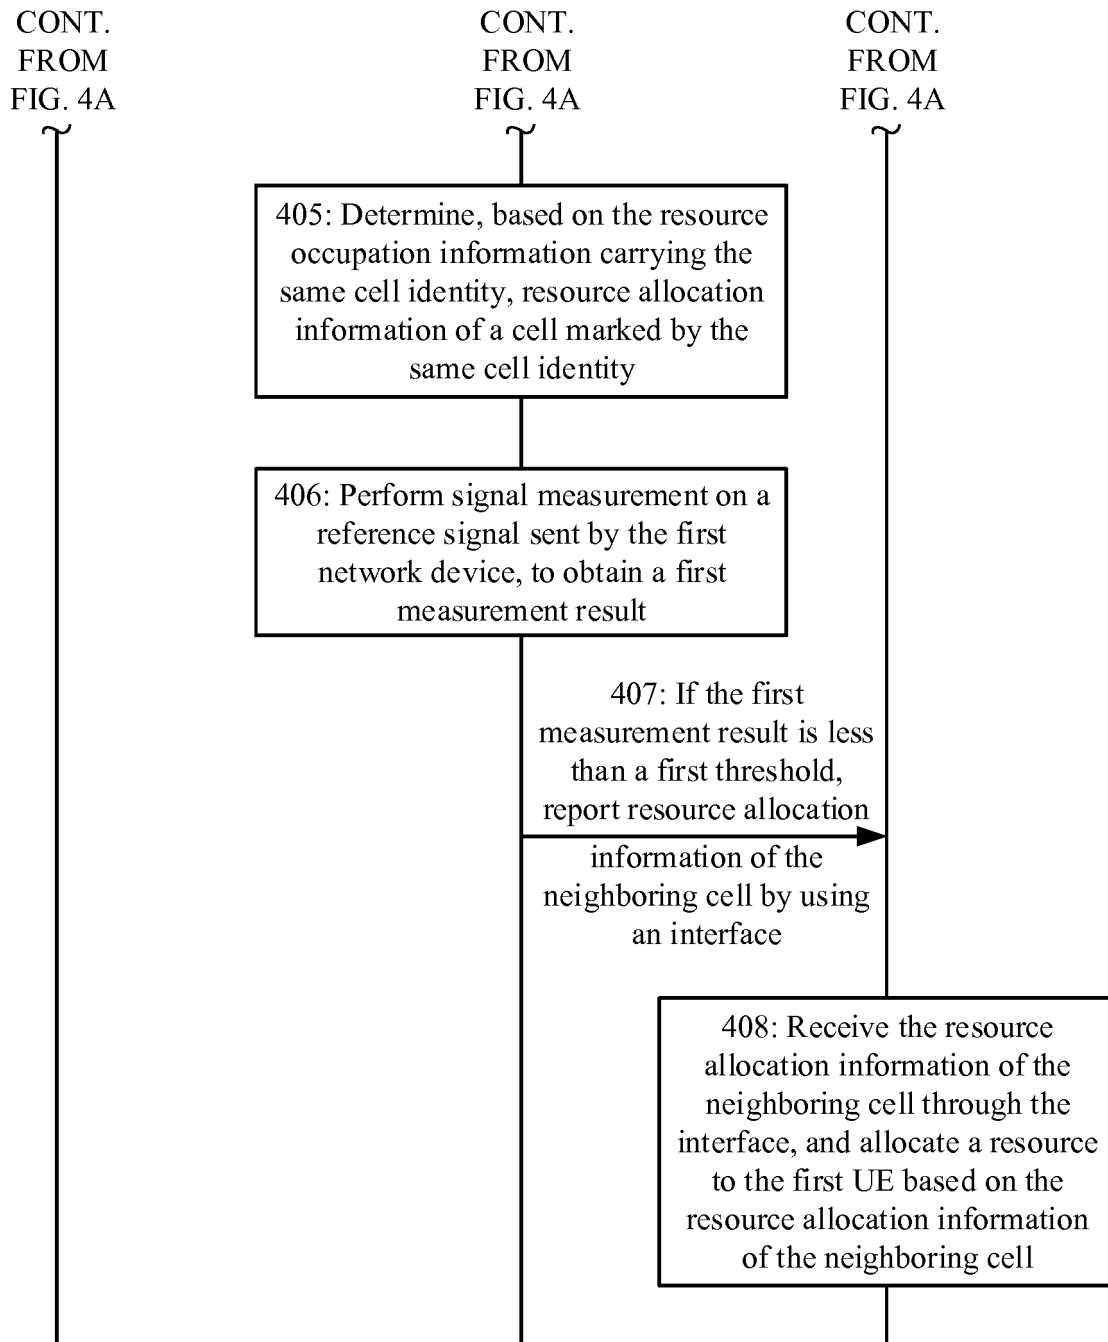 CONT.
FROM
FIG. 4A
CONT.
FROM
FIG. 4A
CONT.
FROM
FIG. 4A
405: Determine, based on the resource
occupation information carrying the
same cell identity, resource allocation
information of a cell marked by the
same cell identity
406: Perform signal measurement on a
reference signal sent by the first
network device, to obtain a first
measurement result
407: If the first
measurement result is less
than a first threshold,
report resource allocation
information of the
neighboring cell by using
an interface
408: Receive the resource
allocation information of the
neighboring cell through the
interface, and allocate a resource
to the first UE based on the
resource allocation information
of the neighboring cell